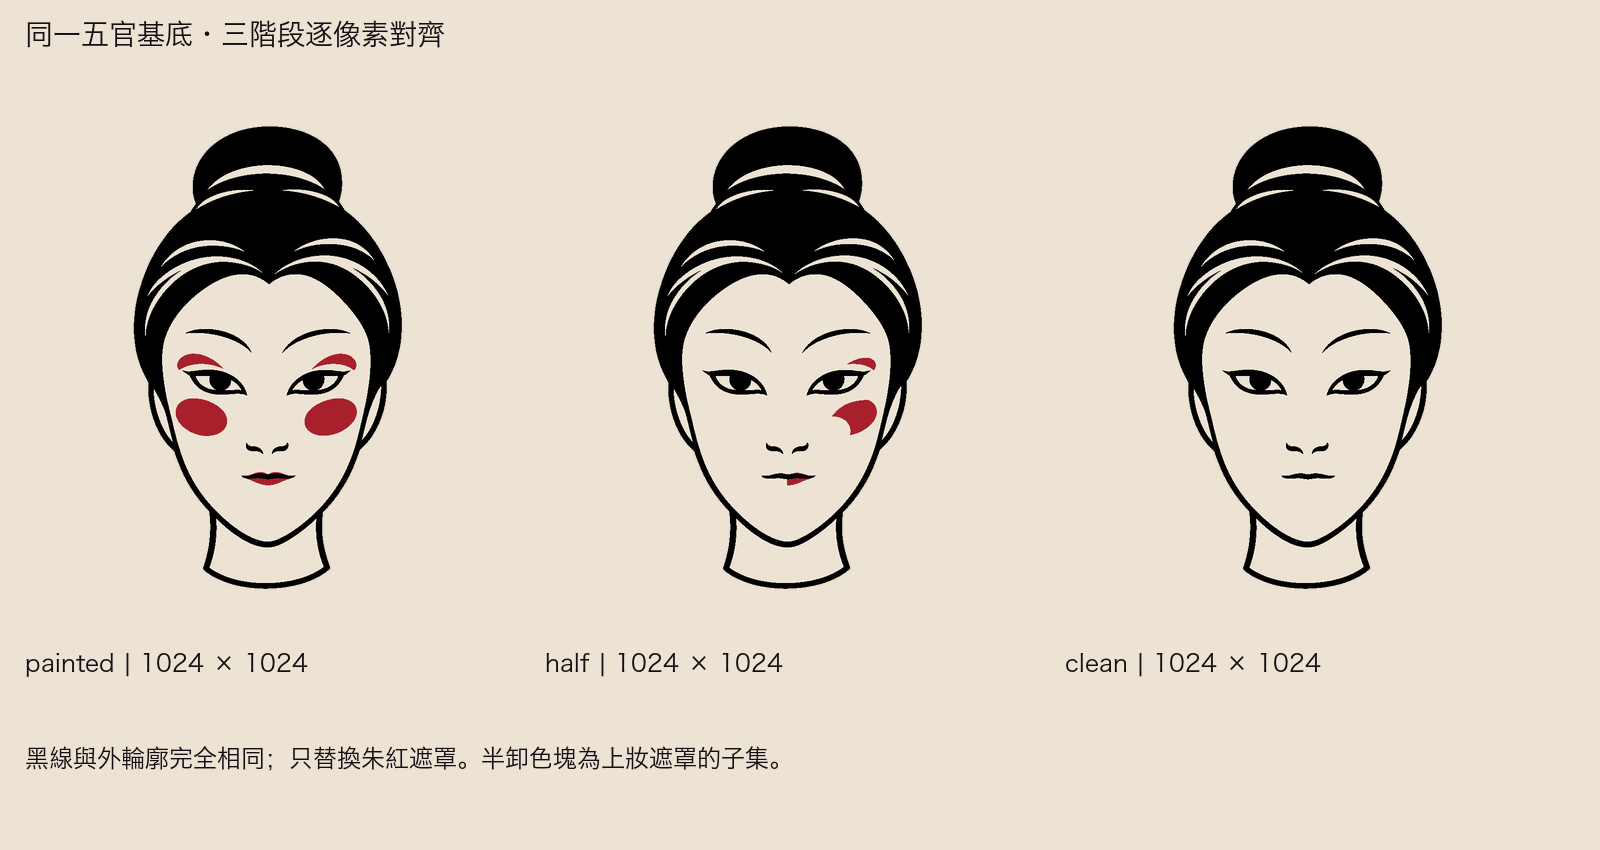 同一五官基底・三階段逐像素對齊
painted | 1024 × 1024
half | 1024 × 1024
clean | 1024 × 1024
黑線與外輪廓完全相同；只替換朱紅遮罩。半卸色塊為上妝遮罩的子集。